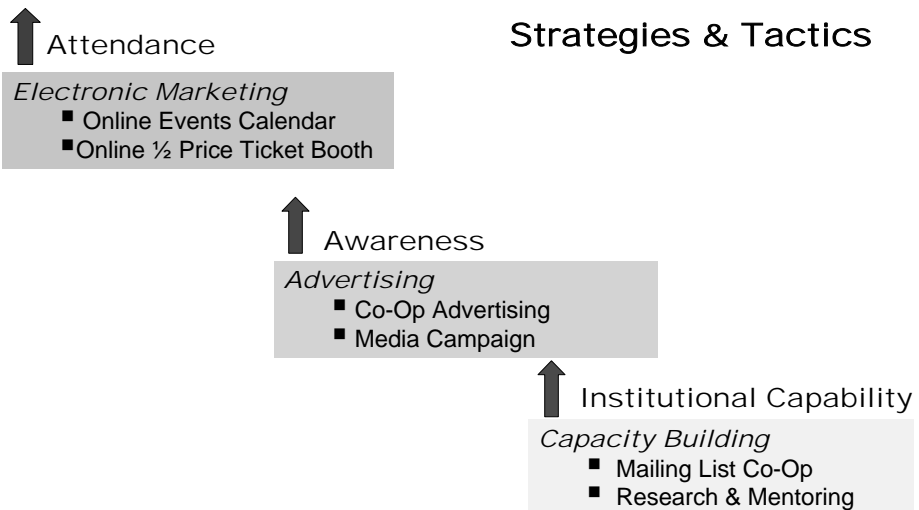 Strategies & Tactics
Attendance
Electronic Marketing
▪ Online Events Calendar
▪ Online ½ Price Ticket Booth
Awareness
Advertising
▪ Co-Op Advertising
▪ Media Campaign
Institutional Capability
Capacity Building
▪ Mailing List Co-Op
▪ Research & Mentoring